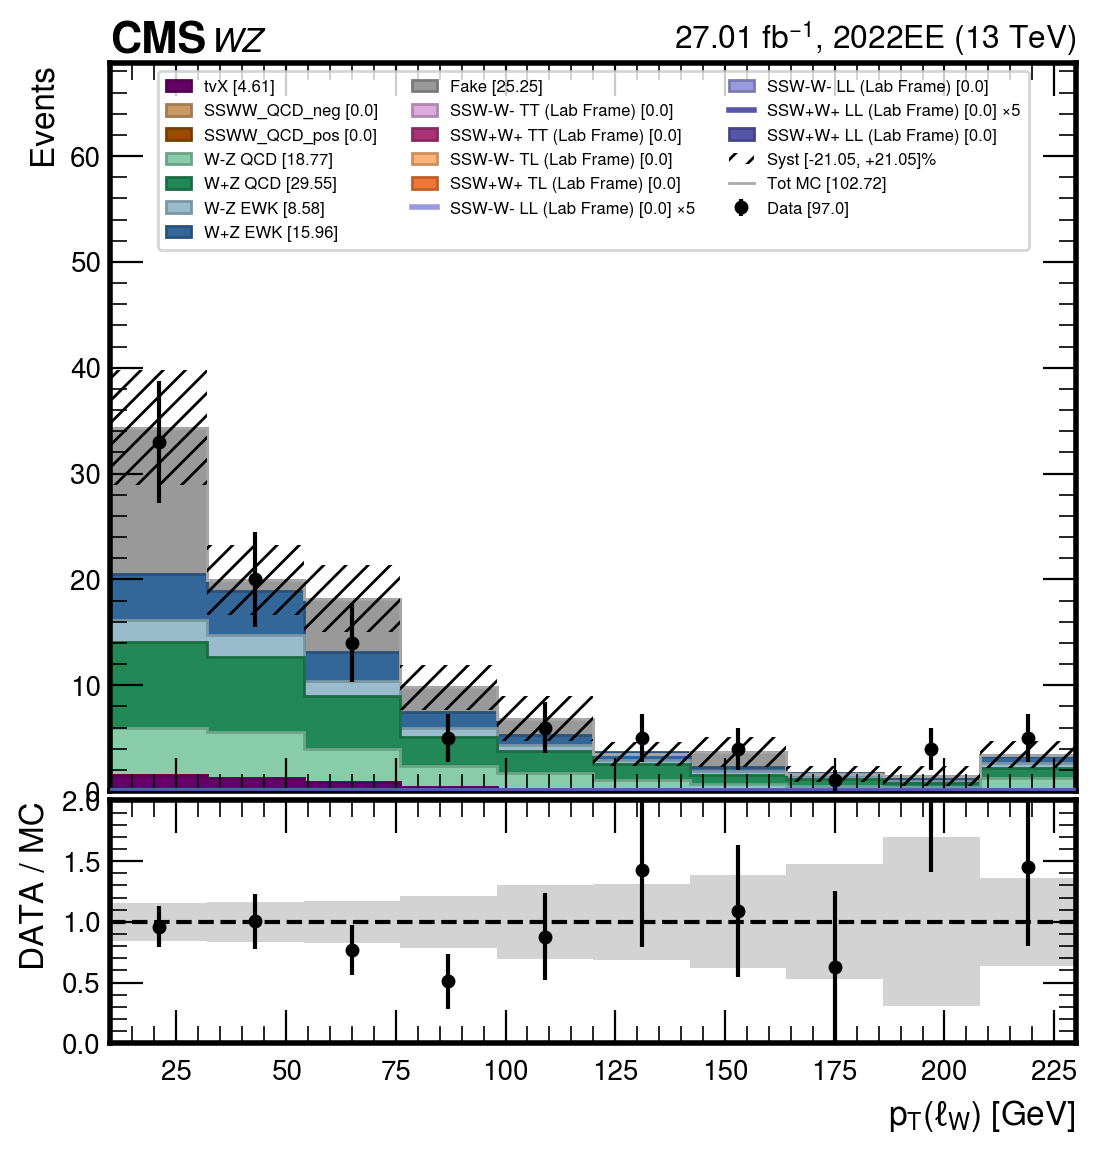 CMS WZ 27.01 fb⁻¹, 2022EE (13 TeV)
Events
tvX [4.61]
SSWW_QCD_neg [0.0]
SSWW_QCD_pos [0.0]
W-Z QCD [18.77]
W+Z QCD [29.55]
W-Z EWK [8.58]
W+Z EWK [15.96]
Fake [25.25]
SSW-W- TT (Lab Frame) [0.0]
SSW+W+ TT (Lab Frame) [0.0]
SSW-W- TL (Lab Frame) [0.0]
SSW+W+ TL (Lab Frame) [0.0]
SSW-W- LL (Lab Frame) [0.0] ×5
SSW-W- LL (Lab Frame) [0.0]
SSW+W+ LL (Lab Frame) [0.0] ×5
SSW+W+ LL (Lab Frame) [0.0]
Syst [-21.05, +21.05]%
Tot MC [102.72]
Data [97.0]
60
50
40
30
20
10
0
DATA / MC
2.0
1.5
1.0
0.5
0.0
25 50 75 100 125 150 175 200 225
p_T(ℓ_W) [GeV]